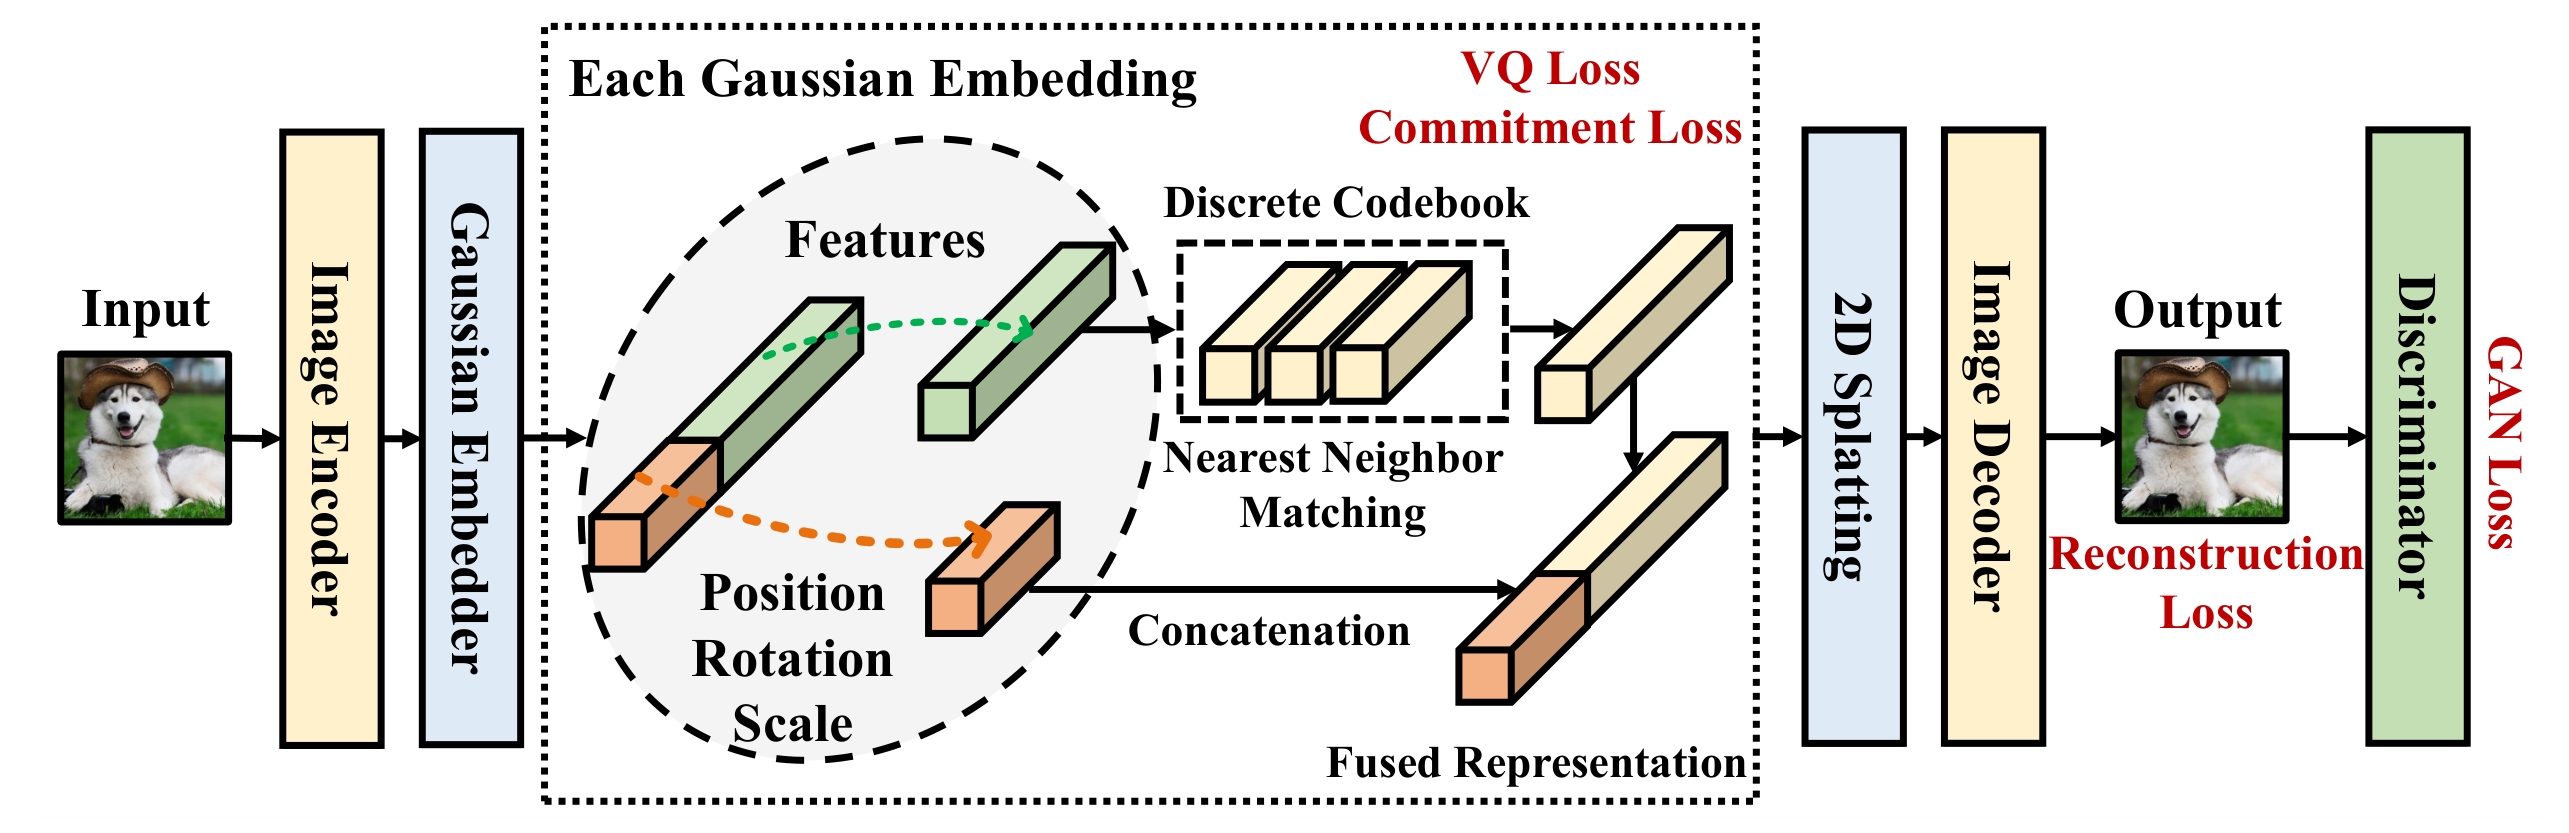 Input
Image Encoder
Gaussian Embedder
Each Gaussian Embedding
Features
Position
Rotation
Scale
VQ Loss
Commitment Loss
Discrete Codebook
Nearest Neighbor
Matching
Concatenation
Fused Representation
2D Splatting
Image Decoder
Output
Reconstruction
Loss
Discriminator
GAN Loss